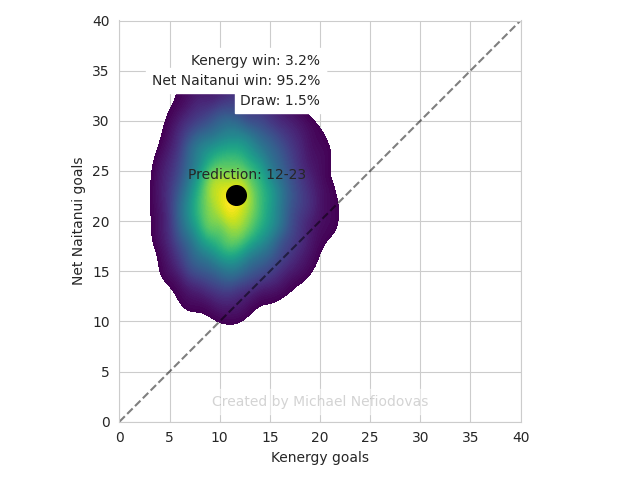 Kenergy win: 3.2%
Net Naitanui win: 95.2%
Draw: 1.5%
Prediction: 12-23
Created by Michael Nefiodovas
40
35
30
25
20
15
10
5
0
Net Naitanui goals
0 5 10 15 20 25 30 35 40
Kenergy goals